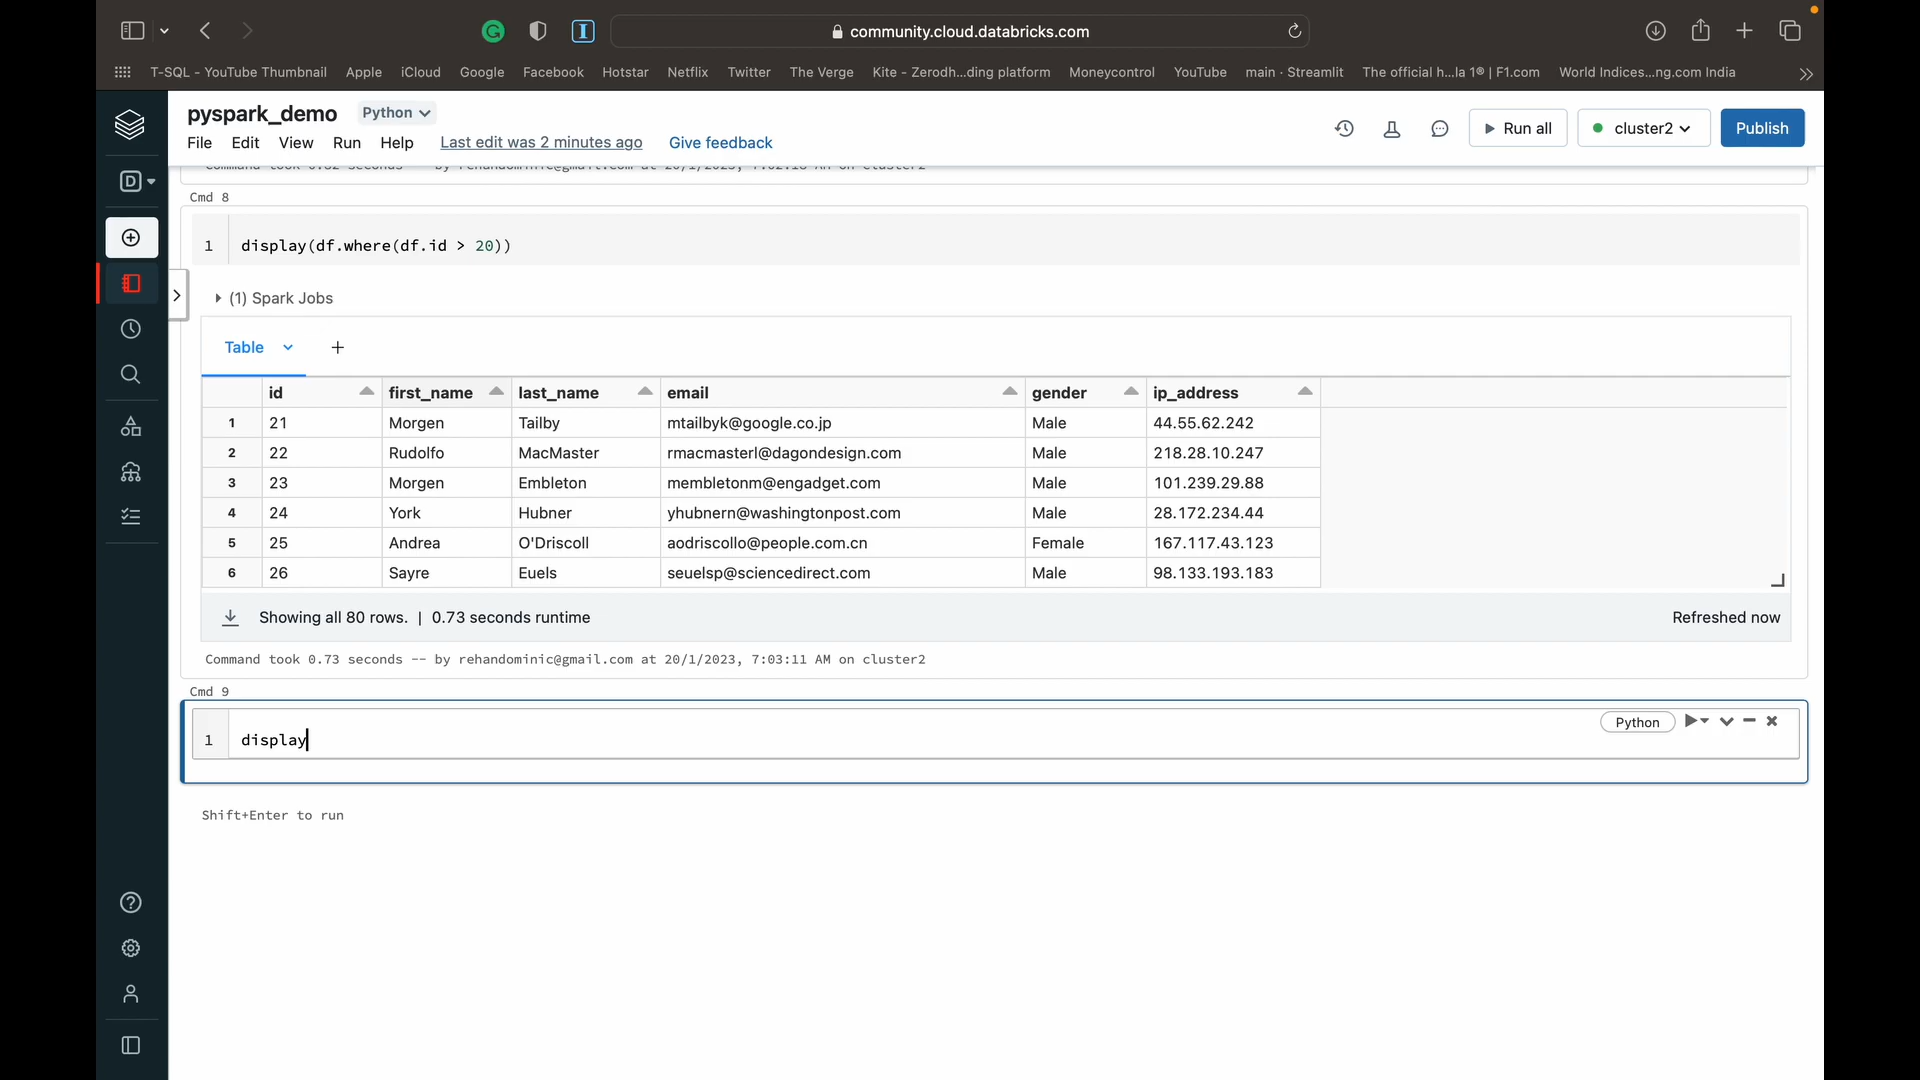 community.cloud.databricks.com
T-SQL - YouTube Thumbnail Apple iCloud Google Facebook Hotstar Netflix Twitter The Verge Kite - Zerodh...ding platform Moneycontrol YouTube main · Streamlit The official h...la 1® | F1.com World Indices...ng.com India
pyspark_demo Python
File Edit View Run Help Last edit was 2 minutes ago Give feedback
Run all cluster2 Publish
D
Cmd 8
1 display(df.where(df.id > 20))
(1) Spark Jobs
Table +
id first_name last_name email gender ip_address
1 21 Morgen Tailby mtailbyk@google.co.jp Male 44.55.62.242
2 22 Rudolfo MacMaster rmacmasterl@dagondesign.com Male 218.28.10.247
3 23 Morgen Embleton membletonm@engadget.com Male 101.239.29.88
4 24 York Hubner yhubnern@washingtonpost.com Male 28.172.234.44
5 25 Andrea O'Driscoll aodriscollo@people.com.cn Female 167.117.43.123
6 26 Sayre Euels seuelsp@sciencedirect.com Male 98.133.193.183
Showing all 80 rows. | 0.73 seconds runtime Refreshed now
Command took 0.73 seconds -- by rehandominic@gmail.com at 20/1/2023, 7:03:11 AM on cluster2
Cmd 9
Python
1 display
Shift+Enter to run